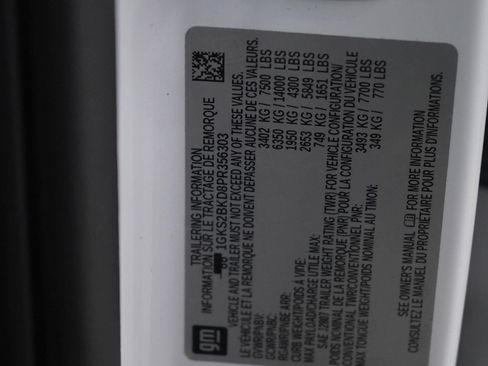 TRAILERING INFORMATION
INFORMATION SUR LE TRACTAGE DE REMORQUE
1GKS2BKD8PR356303
VEHICLE AND TRAILER MUST NOT EXCEED ANY OF THESE VALUES.
LE VÉHICULE ET LA REMORQUE NE DOIVENT DÉPASSER AUCUNE DE CES VALEURS.
GVWR/PNBV: 3402 KG / 7500 LBS
GCWR/PNBC: 6350 KG / 14000 LBS
RGAWR/PNBE ARR: 1950 KG / 4300 LBS
CURB WEIGHT/POIDS À VIDE: 2653 KG / 5849 LBS
MAX PAYLOAD/CHARGE UTILE MAX: 749 KG / 1651 LBS
SAE J2807 TRAILER WEIGHT RATING (TWR) FOR VEHICLE CONFIGURATION/
POIDS NOMINAL DE LA REMORQUE (PNR) POUR LA CONFIGURATION DU VEHICULE
CONVENTIONAL TWR/CONVENTIONNEL PNR: 3493 KG / 7700 LBS
MAX TONGUE WEIGHT/POIDS NOMINAL AU TIMON: 349 KG / 770 LBS
SEE OWNER'S MANUAL FOR MORE INFORMATION
CONSULTEZ LE MANUEL DU PROPRIETAIRE POUR PLUS D'INFORMATIONS.
gm